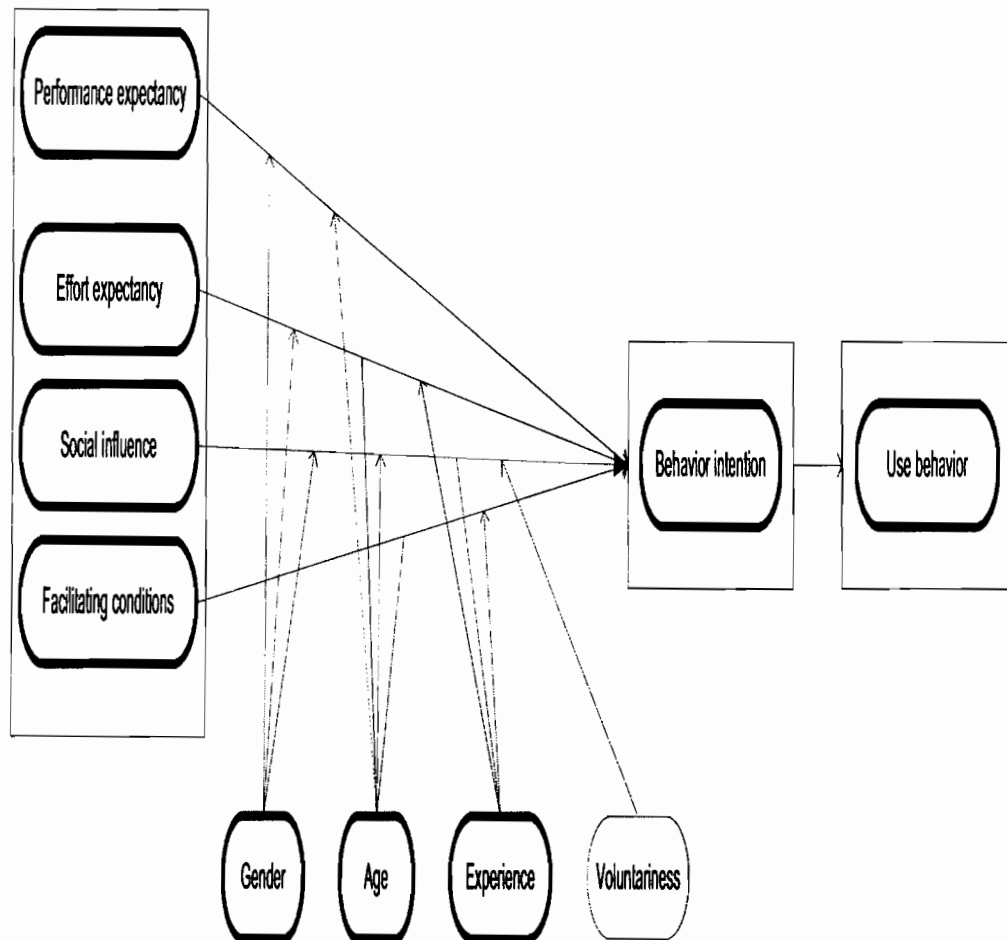 Performance expectancy
Effort expectancy
Social influence
Facilitating conditions
Behavior intention
Use behavior
Gender
Age
Experience
Voluntariness